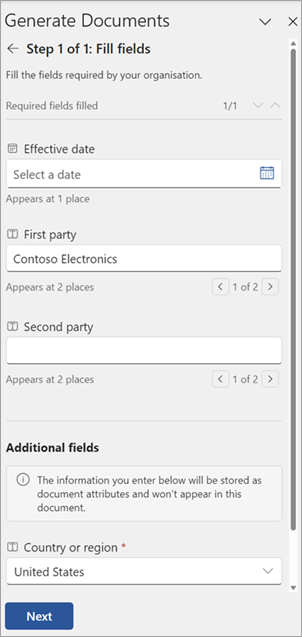 Generate Documents
Step 1 of 1: Fill fields
Fill the fields required by your organisation.
Required fields filled 1/1
Effective date
Select a date
Appears at 1 place
First party
Contoso Electronics
Appears at 2 places 1 of 2
Second party
Appears at 2 places 1 of 2
Additional fields
The information you enter below will be stored as
document attributes and won't appear in this
document.
Country or region *
United States
Next